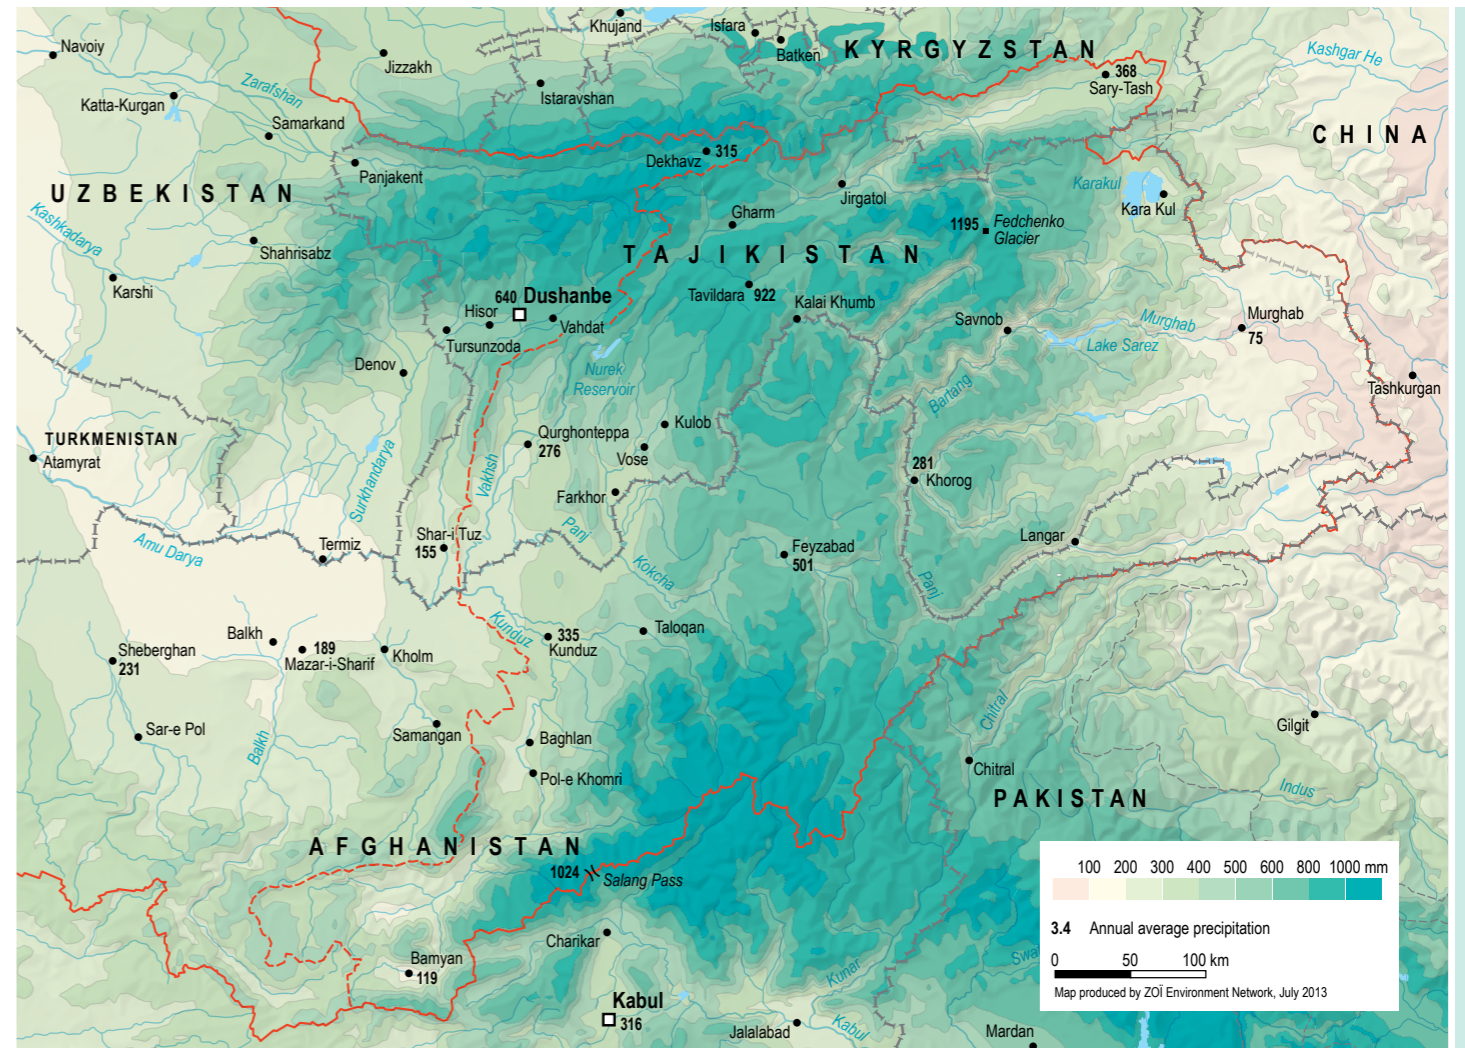 Navoiy
Khujand
Isfara
Batken
KYRGYZSTAN
Kashgar He
Jizzakh
368
Sary-Tash
Zarafshan
Katta-Kurgan
Istaravshan
Samarkand
CHINA
Dekhavz 315
Panjakent
UZBEKISTAN
Jirgatol
Karakul
Kara Kul
Kashkadarya
Gharm
1195 Fedchenko
Glacier
Shahrisabz
TAJIKISTAN
Karshi
640 Dushanbe
Tavildara 922
Kalai Khumb
Hisor
Vahdat
Savnob
Murghab
Murghab
75
Tursunzoda
Lake Sarez
Denov
Nurek
Reservoir
Bartang
Tashkurgan
TURKMENISTAN
Atamyrat
Qurghonteppa
276
Kulob
Vose
Surkhandarya
Vakhsh
281
Khorog
Farkhor
Panj
Amu Darya
Termiz
Shar-i Tuz
155
Langar
Feyzabad
501
Kokcha
Panj
Kunduz
Balkh
189
Mazar-i-Sharif
Kholm
335
Kunduz
Taloqan
Sheberghan
231
Chitral
Sar-e Pol
Balkh
Samangan
Baghlan
Gilgit
Pol-e Khomri
Chitral
Indus
PAKISTAN
AFGHANISTAN
1024
Salang Pass
100 200 300 400 500 600 800 1000 mm
3.4 Annual average precipitation
0 50 100 km
Map produced by ZOÏ Environment Network, July 2013
Charikar
Bamyan
119
Kunar
Kabul
316
Jalalabad
Kabul
Mardan